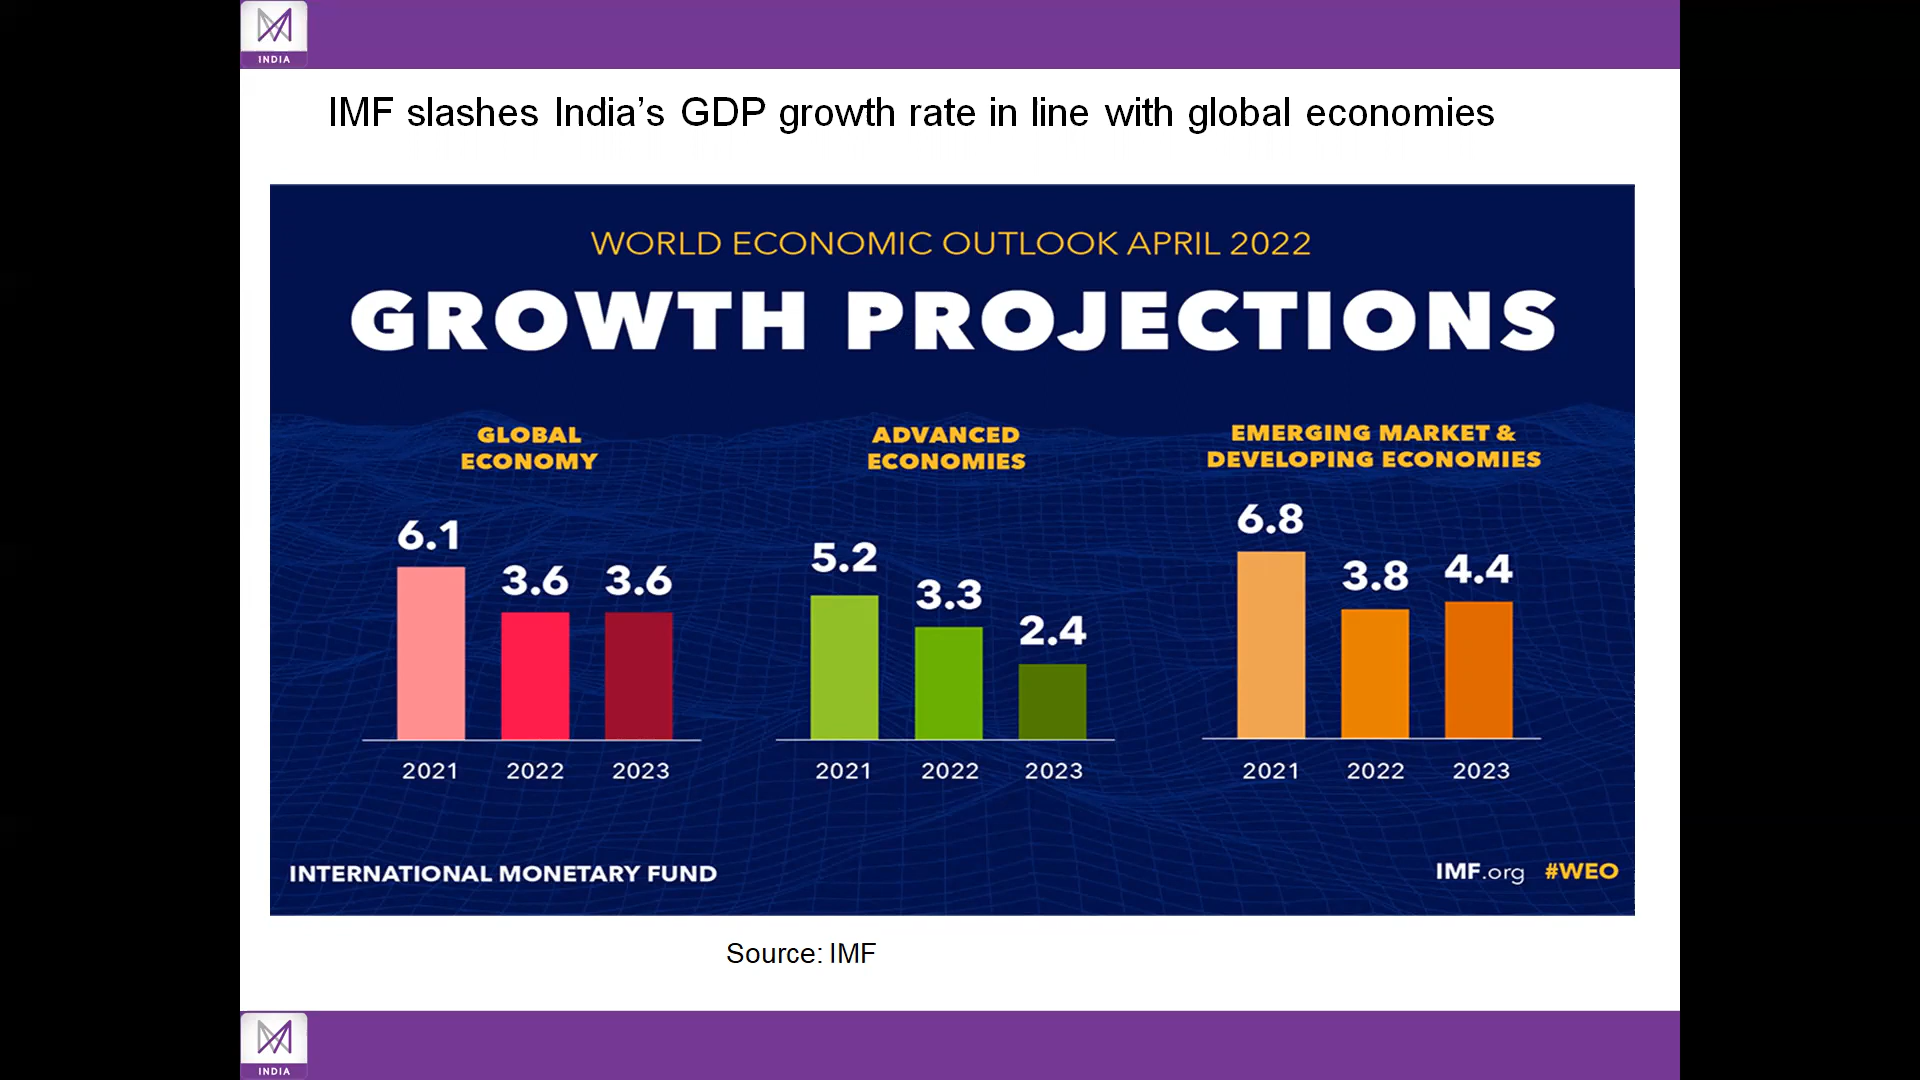 INDIA
IMF slashes India’s GDP growth rate in line with global economies
WORLD ECONOMIC OUTLOOK APRIL 2022
GROWTH PROJECTIONS
GLOBAL
ECONOMY
6.1
3.6
3.6
2021
2022
2023
ADVANCED
ECONOMIES
5.2
3.3
2.4
2021
2022
2023
EMERGING MARKET &
DEVELOPING ECONOMIES
6.8
3.8
4.4
2021
2022
2023
INTERNATIONAL MONETARY FUND
IMF.org #WEO
Source: IMF
INDIA